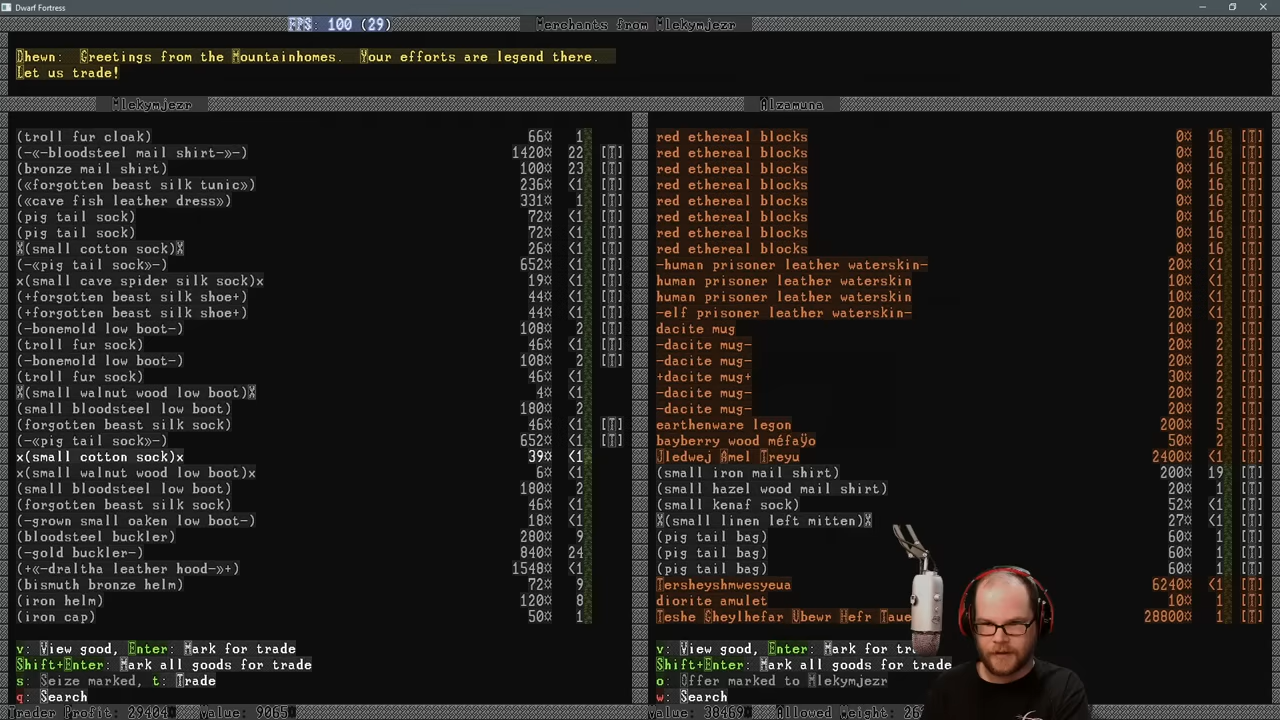 Dwarf Fortress
FPS: 100 (29)
Merchants from Mlekymjezr
Dhewn: Greetings from the Mountainhomes. Your efforts are legend there.
Let us trade!
Mlekymjezr
Alzamuna
(troll fur cloak) 66¤ 1
(-«-bloodsteel mail shirt-»-) 1420¤ 22 [T]
(bronze mail shirt) 100¤ 23 [T]
(«forgotten beast silk tunic») 236¤ <1 [T]
(«cave fish leather dress») 331¤ 1 [T]
(pig tail sock) 72¤ <1 [T]
(pig tail sock) 72¤ <1 [T]
X(small cotton sock)X 26¤ <1 [T]
(-«pig tail sock»-) 652¤ <1 [T]
x(small cave spider silk sock)x 19¤ <1 [T]
(+forgotten beast silk shoe+) 44¤ <1 [T]
(+forgotten beast silk shoe+) 44¤ <1 [T]
(-bonemold low boot-) 108¤ 2 [T]
(troll fur sock) 46¤ <1 [T]
(-bonemold low boot-) 108¤ 2 [T]
(troll fur sock) 46¤ <1
X(small walnut wood low boot)X 4¤ <1
(small bloodsteel low boot) 180¤ 2
(forgotten beast silk sock) 46¤ <1 [T]
(-«pig tail sock»-) 652¤ <1 [T]
x(small cotton sock)x 39¤ <1
x(small walnut wood low boot)x 6¤ <1
(small bloodsteel low boot) 180¤ 2
(forgotten beast silk sock) 46¤ <1
(-grown small oaken low boot-) 18¤ <1
(bloodsteel buckler) 280¤ 9
(-gold buckler-) 840¤ 24
(+«-draltha leather hood-»+) 1548¤ <1
(bismuth bronze helm) 72¤ 9
(iron helm) 120¤ 8
(iron cap) 50¤ 1
v: View good, Enter: Mark for trade
Shift+Enter: Mark all goods for trade
s: Seize marked, t: Trade
q: Search
Trader Profit: 29404¤ Value: 9065¤
red ethereal blocks 0¤ 16 [T]
red ethereal blocks 0¤ 16 [T]
red ethereal blocks 0¤ 16 [T]
red ethereal blocks 0¤ 16 [T]
red ethereal blocks 0¤ 16 [T]
red ethereal blocks 0¤ 16 [T]
red ethereal blocks 0¤ 16 [T]
red ethereal blocks 0¤ 16 [T]
-human prisoner leather waterskin- 20¤ <1 [T]
human prisoner leather waterskin 10¤ <1 [T]
human prisoner leather waterskin 10¤ <1 [T]
-elf prisoner leather waterskin- 20¤ <1 [T]
dacite mug 10¤ 2 [T]
-dacite mug- 20¤ 2 [T]
-dacite mug- 20¤ 2 [T]
+dacite mug+ 30¤ 2 [T]
-dacite mug- 20¤ 2 [T]
-dacite mug- 20¤ 2 [T]
earthenware legon 200¤ 5 [T]
bayberry wood méfaÿo 50¤ 2 [T]
Jledwej Amel Treyu 2400¤ <1 [T]
(small iron mail shirt) 200¤ 19 [T]
(small hazel wood mail shirt) 20¤ 2 [T]
(small kenaf sock) 52¤ <1 [T]
X(small linen left mitten)X 27¤ <1 [T]
(pig tail bag) 60¤ 1 [T]
(pig tail bag) 60¤ 1 [T]
(pig tail bag) 60¤ 1 [T]
Tersheyshmwesyeua 6240¤ <1 [T]
diorite amulet 10¤ 1 [T]
Teshe Gheylhefar Ubewr Hefr 28800¤ 1 [T]
v: View good, Enter: Mark for
Shift+Enter: Mark all goods for trade
o: Offer marked to Mlekymjezr
w: Search
Value: 38469¤ Allowed Weight: